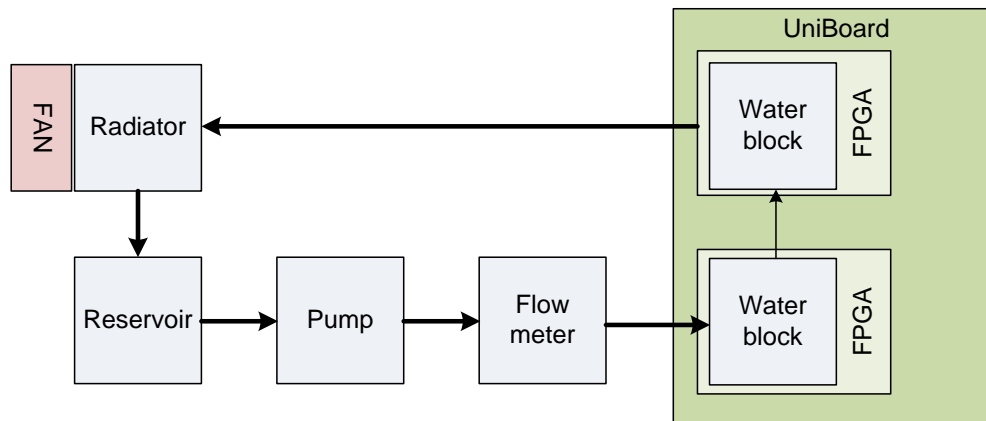 UniBoard
FAN
Radiator
Water
block
FPGA
Reservoir
Pump
Flow
meter
Water
block
FPGA